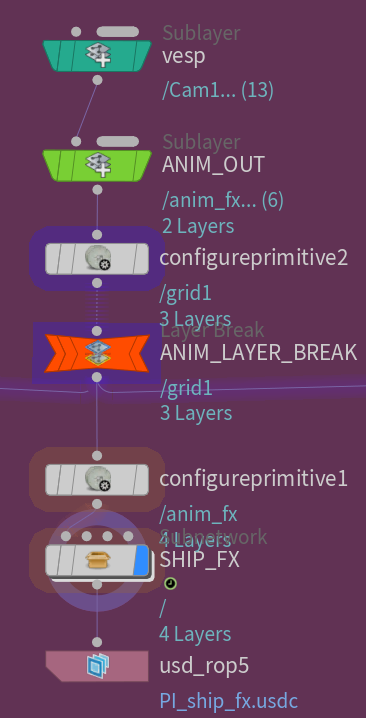 Sublayer
vesp
/Cam1... (13)
Sublayer
ANIM_OUT
/anim_fx... (6)
2 Layers
configureprimitive2
/grid1
3 Layers
Layer Break
ANIM_LAYER_BREAK
/grid1
3 Layers
configureprimitive1
/anim_fx
4 Layers
Subnetwork
SHIP_FX
/
4 Layers
usd_rop5
PI_ship_fx.usdc